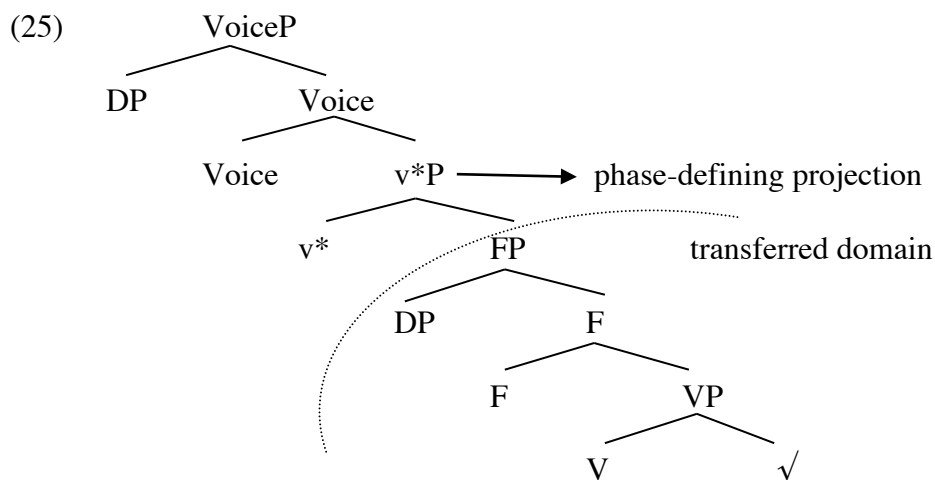 (25) VoiceP
DP Voice
Voice v*P phase-defining projection
v* FP transferred domain
DP F
F VP
V √